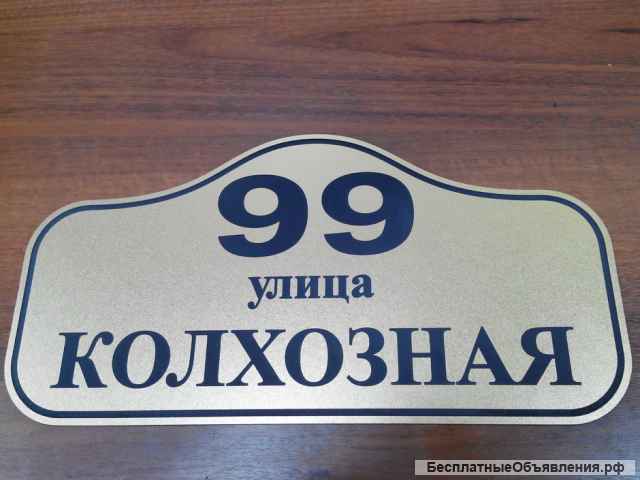 99
улица
КОЛХОЗНАЯ
БесплатныеОбъявления.рф